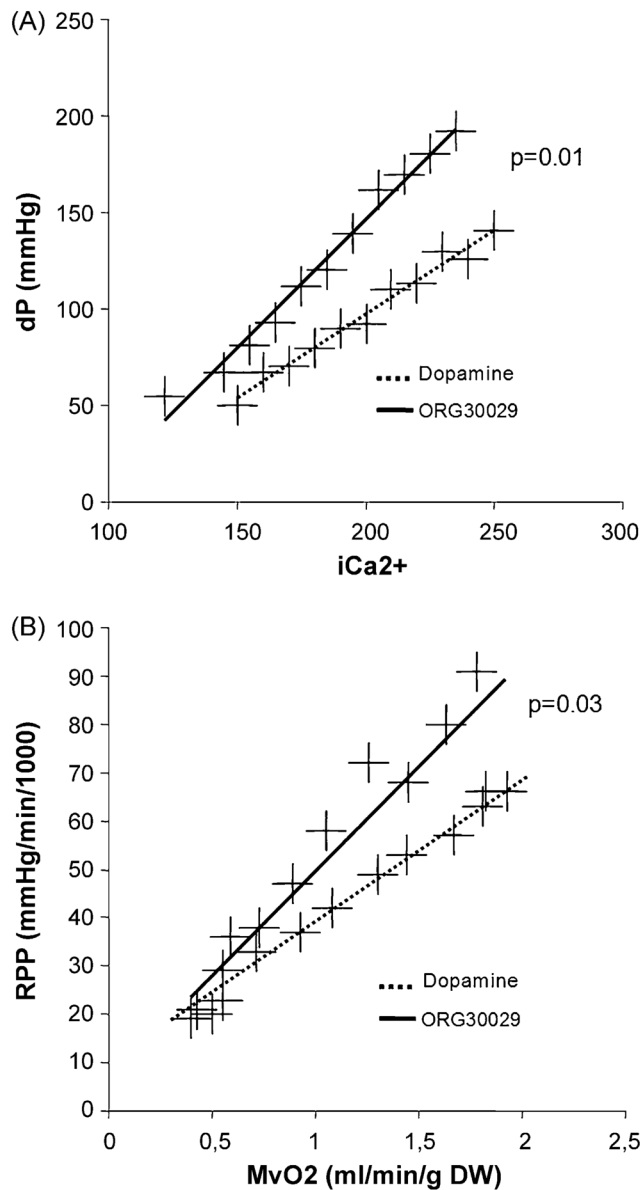 (A)
250
200
p=0.01
150
dP (mmHg)
100
Dopamine
50
ORG30029
0
100 150 200 250 300
iCa2+
(B)
100
90
p=0.03
80
70
60
RPP (mmHg/min/1000)
50
40
30
Dopamine
20
ORG30029
10
0
0 0,5 1 1,5 2 2,5
MvO2 (ml/min/g DW)